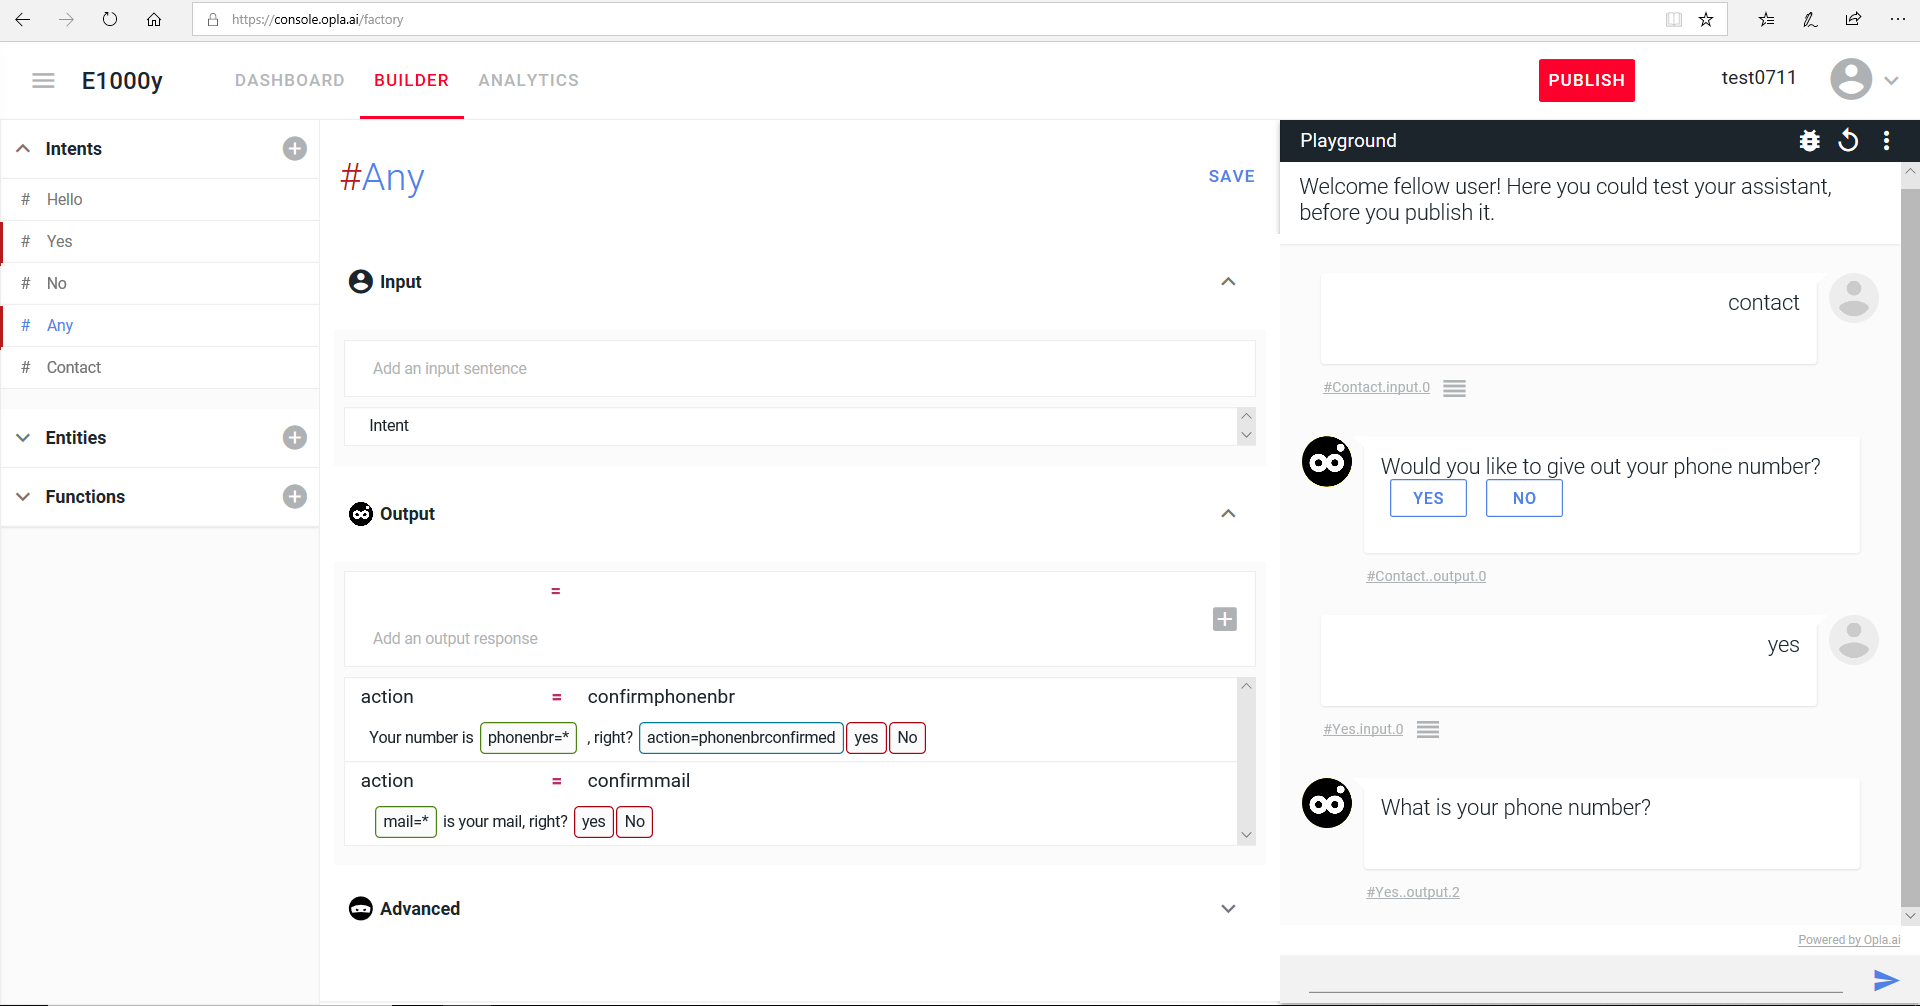 https://console.opla.ai/factory
E1000y
DASHBOARD
BUILDER
ANALYTICS
PUBLISH
test0711
Intents
# Hello
# Yes
# No
# Any
# Contact
Entities
Functions
#Any
SAVE
Input
Add an input sentence
Intent
Output
=
Add an output response
action = confirmphonenbr
Your number is phonenbr=* , right? action=phonenbrconfirmed yes No
action = confirmmail
mail=* is your mail, right? yes No
Advanced
Playground
Welcome fellow user! Here you could test your assistant,
before you publish it.
contact
#Contact.input.0
Would you like to give out your phone number?
YES NO
#Contact..output.0
yes
#Yes.input.0
What is your phone number?
#Yes..output.2
Powered by Opla.ai